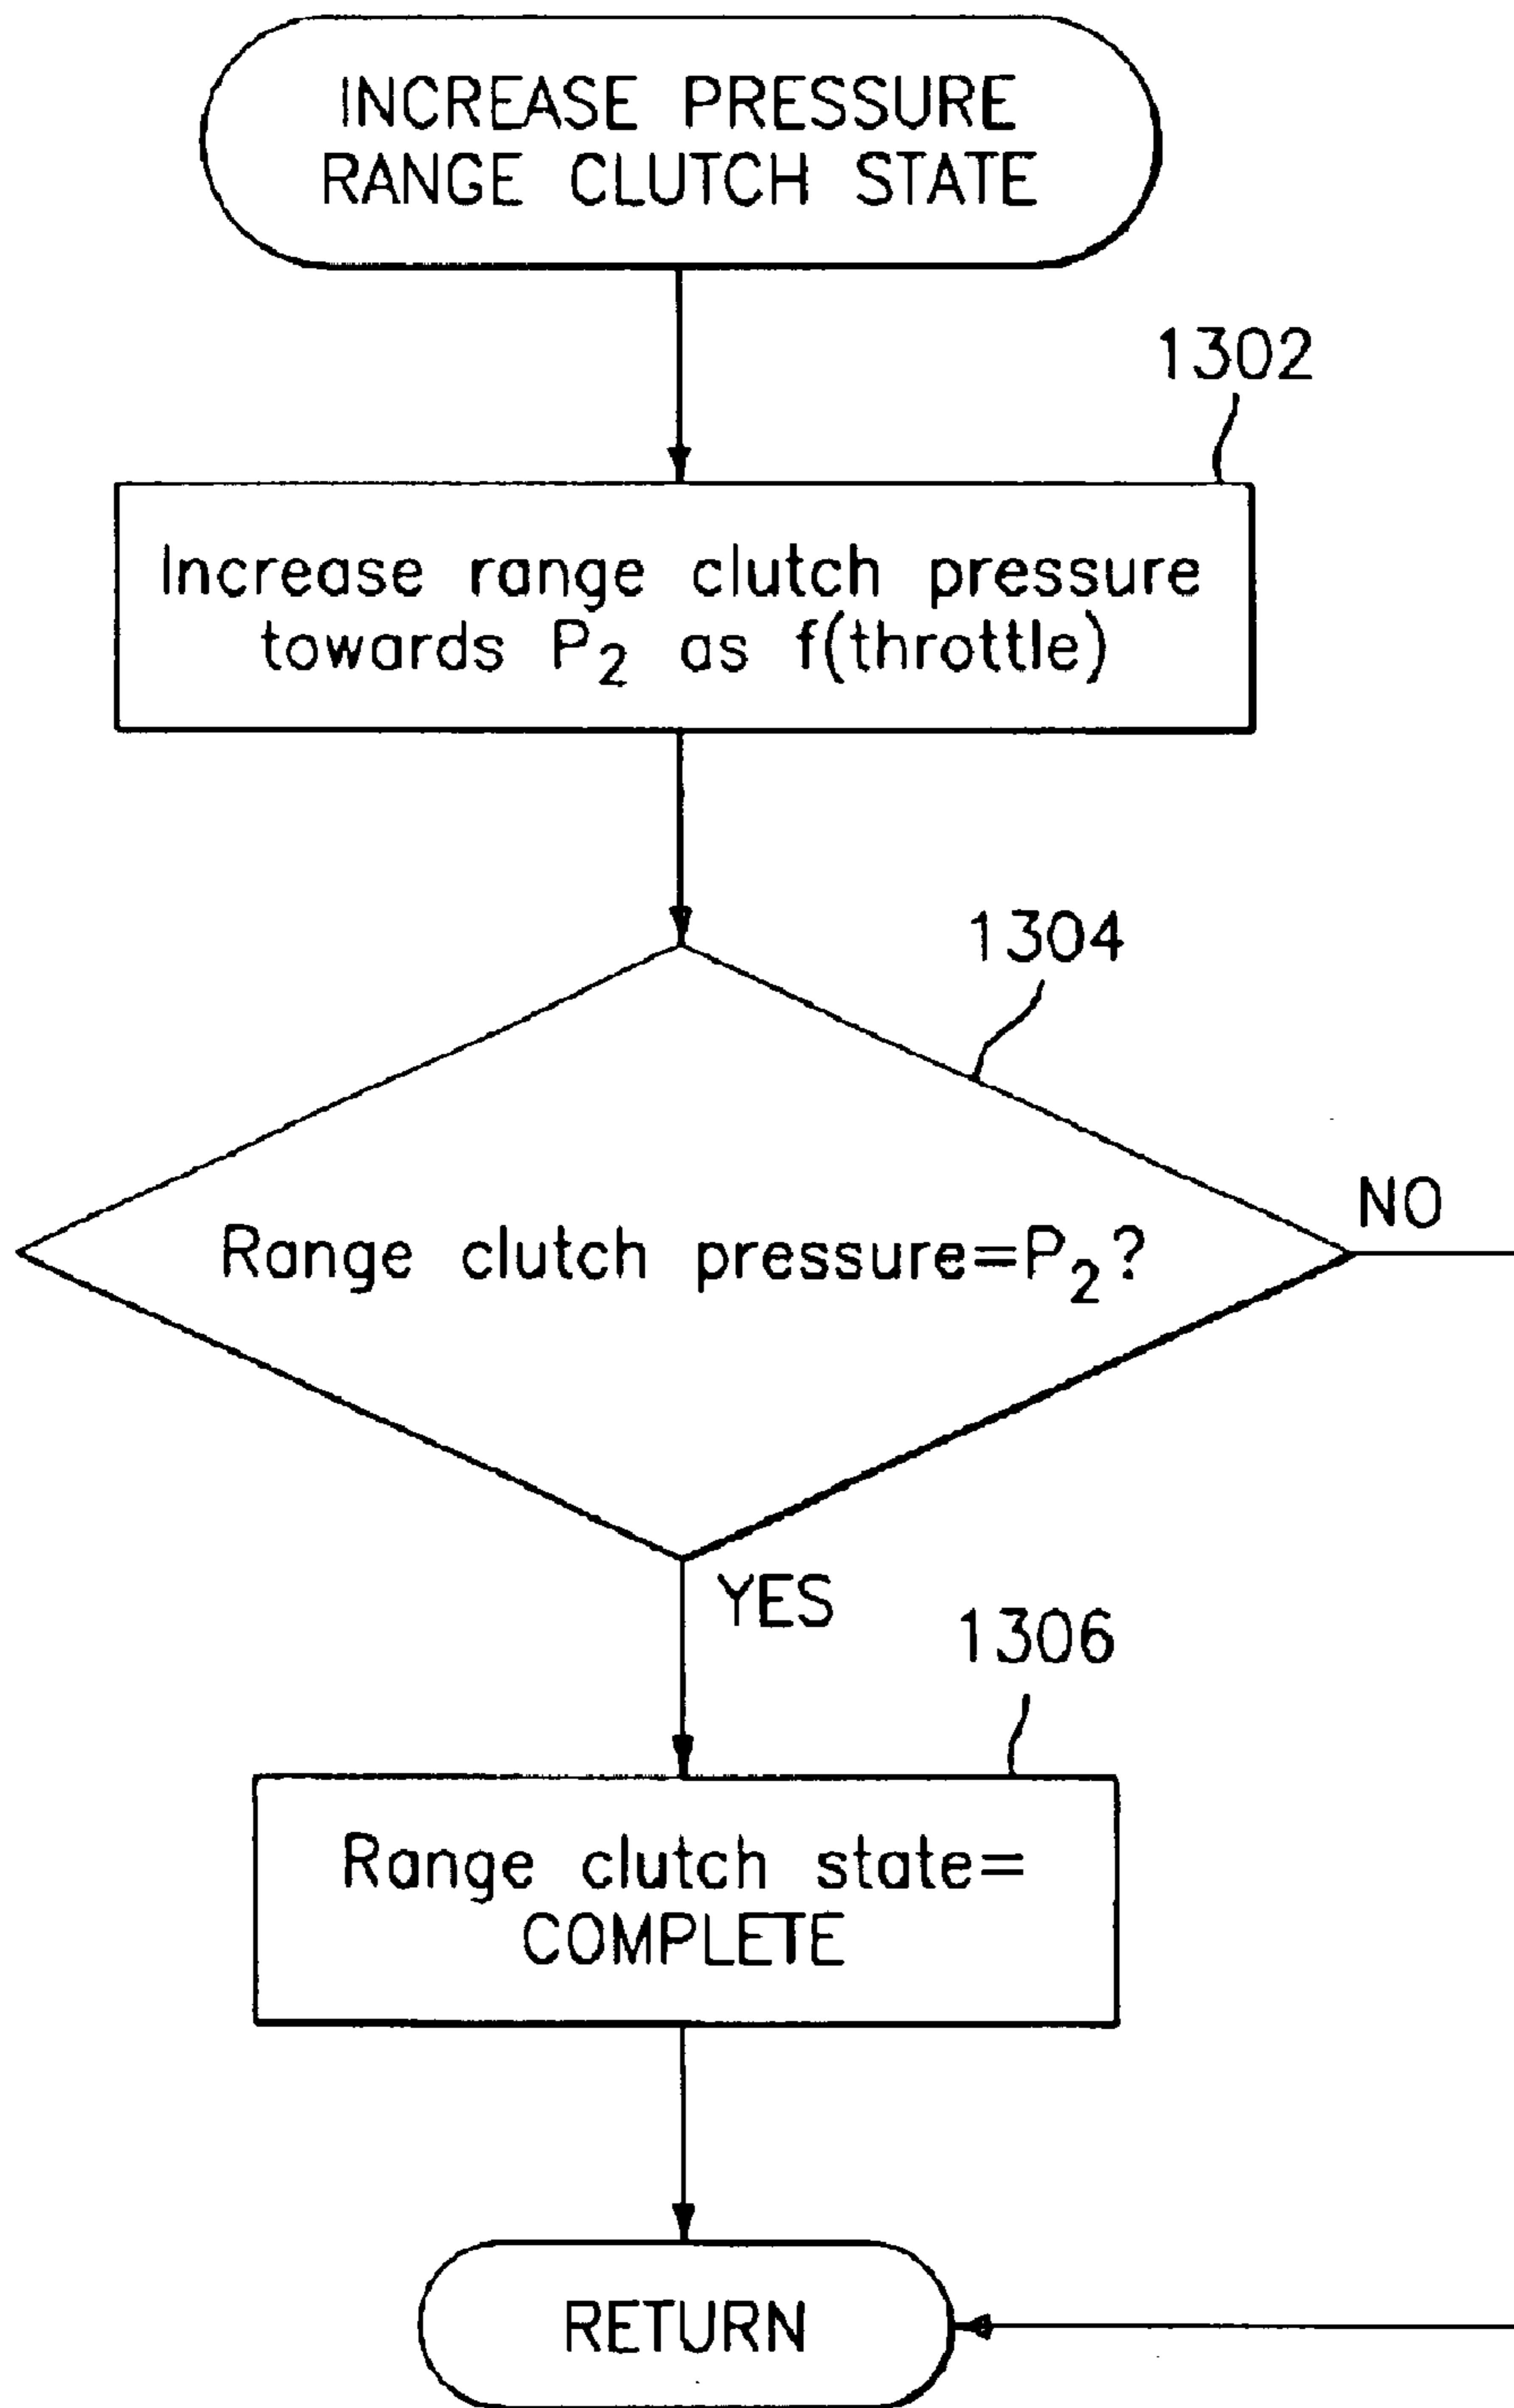 INCREASE PRESSURE
RANGE CLUTCH STATE
1302
Increase range clutch pressure
towards P₂ as f(throttle)
1304
Range clutch pressure=P₂?
NO
YES
1306
Range clutch state=
COMPLETE
RETURN